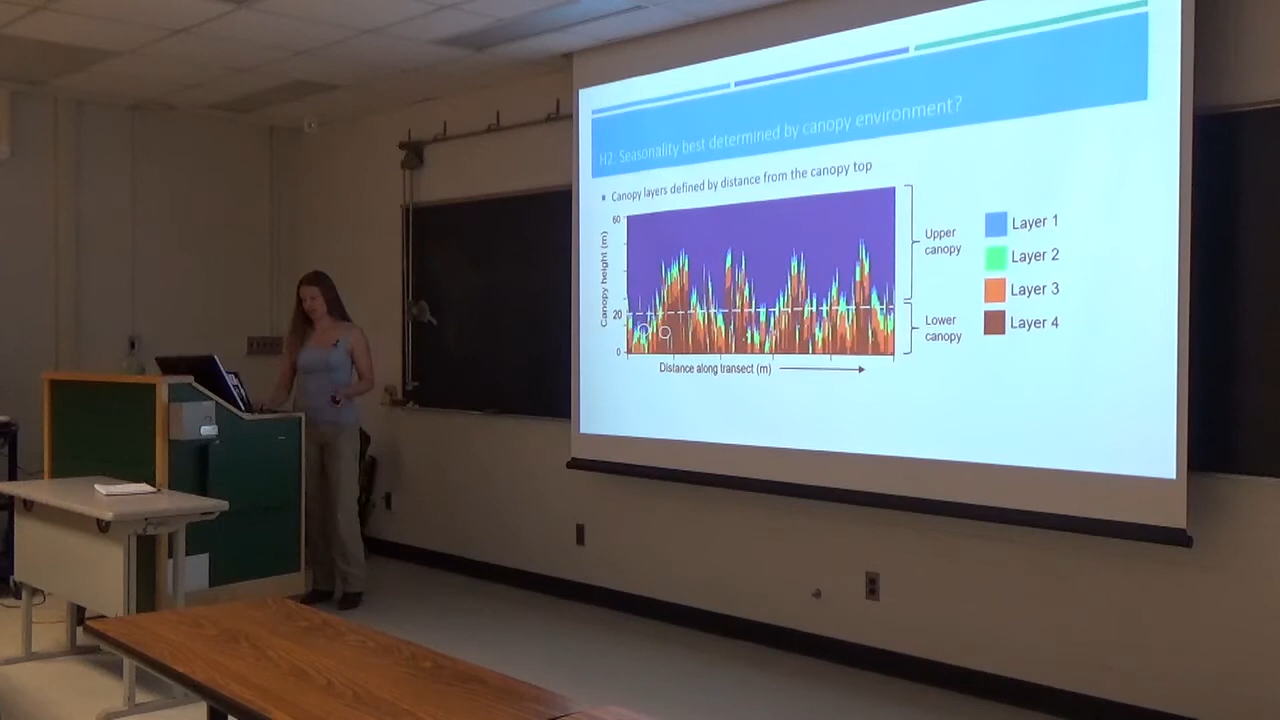 H2: Seasonality best determined by canopy environment?
▪ Canopy layers defined by distance from the canopy top
60
20
0
Canopy height (m)
Distance along transect (m)
Upper
canopy
Lower
canopy
Layer 1
Layer 2
Layer 3
Layer 4